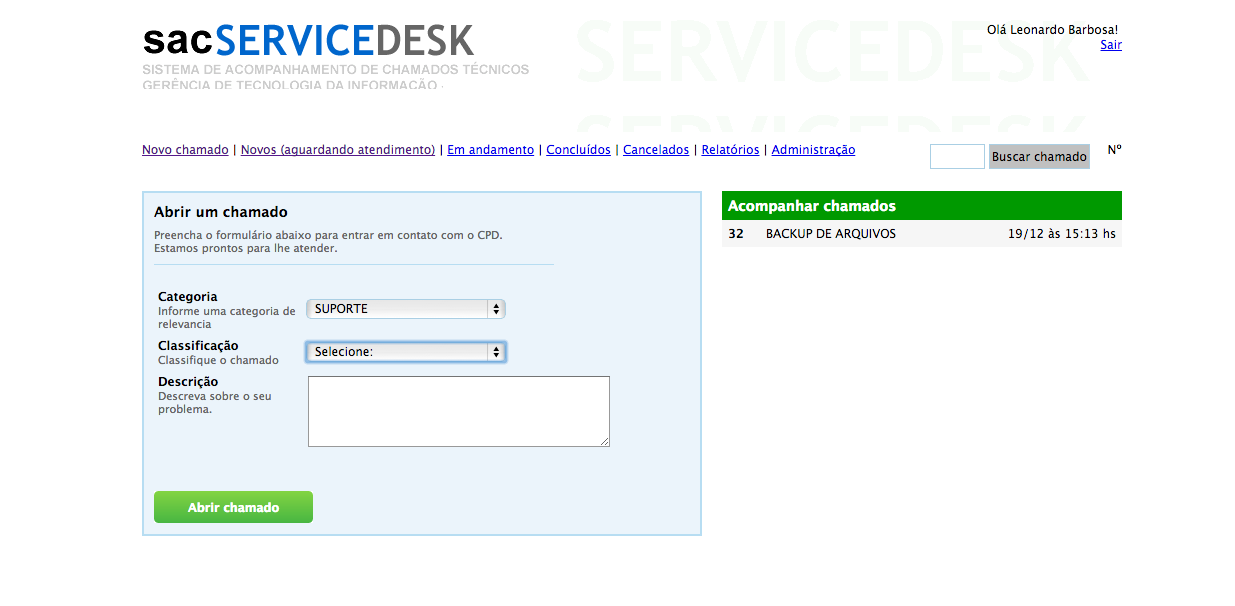 sacSERVICEDESK
SISTEMA DE ACOMPANHAMENTO DE CHAMADOS TÉCNICOS
GERÊNCIA DE TECNOLOGIA DA INFORMACÃO .
SERVICEDESK
SERVICEDESK
Olá Leonardo Barbosa!
Sair
Novo chamado | Novos (aguardando atendimento) | Em andamento | Concluídos | Cancelados | Relatórios | Administração
Buscar chamado Nº
Abrir um chamado
Preencha o formulário abaixo para entrar em contato com o CPD.
Estamos prontos para lhe atender.
Categoria
Informe uma categoria de
relevancia
SUPORTE
Classificação
Classifique o chamado
Selecione:
Descrição
Descreva sobre o seu
problema.
Abrir chamado
Acompanhar chamados
32 BACKUP DE ARQUIVOS 19/12 às 15:13 hs